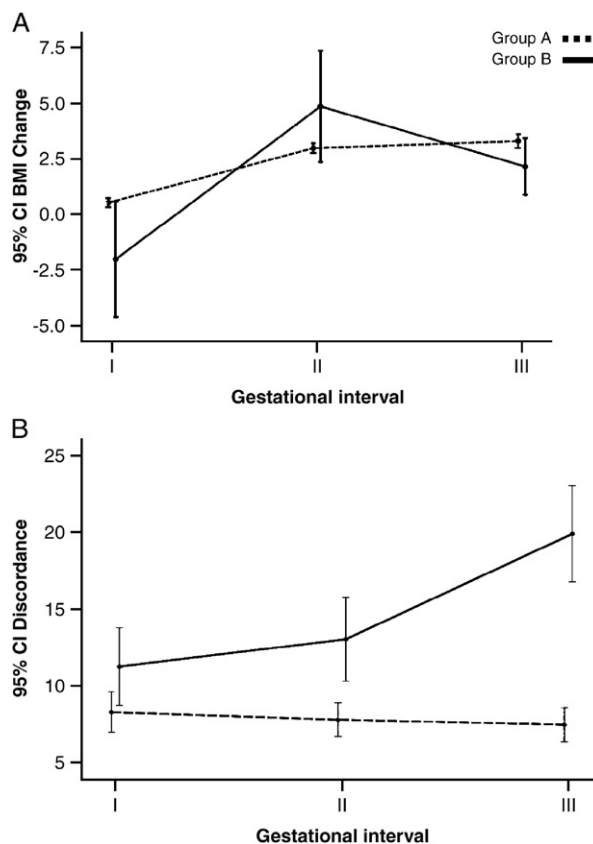 A
Group A
Group B
95% CI BMI Change
7.5
5.0
2.5
0.0
-2.5
-5.0
I
II
III
Gestational interval
B
95% CI Discordance
25
20
15
10
5
I
II
III
Gestational interval